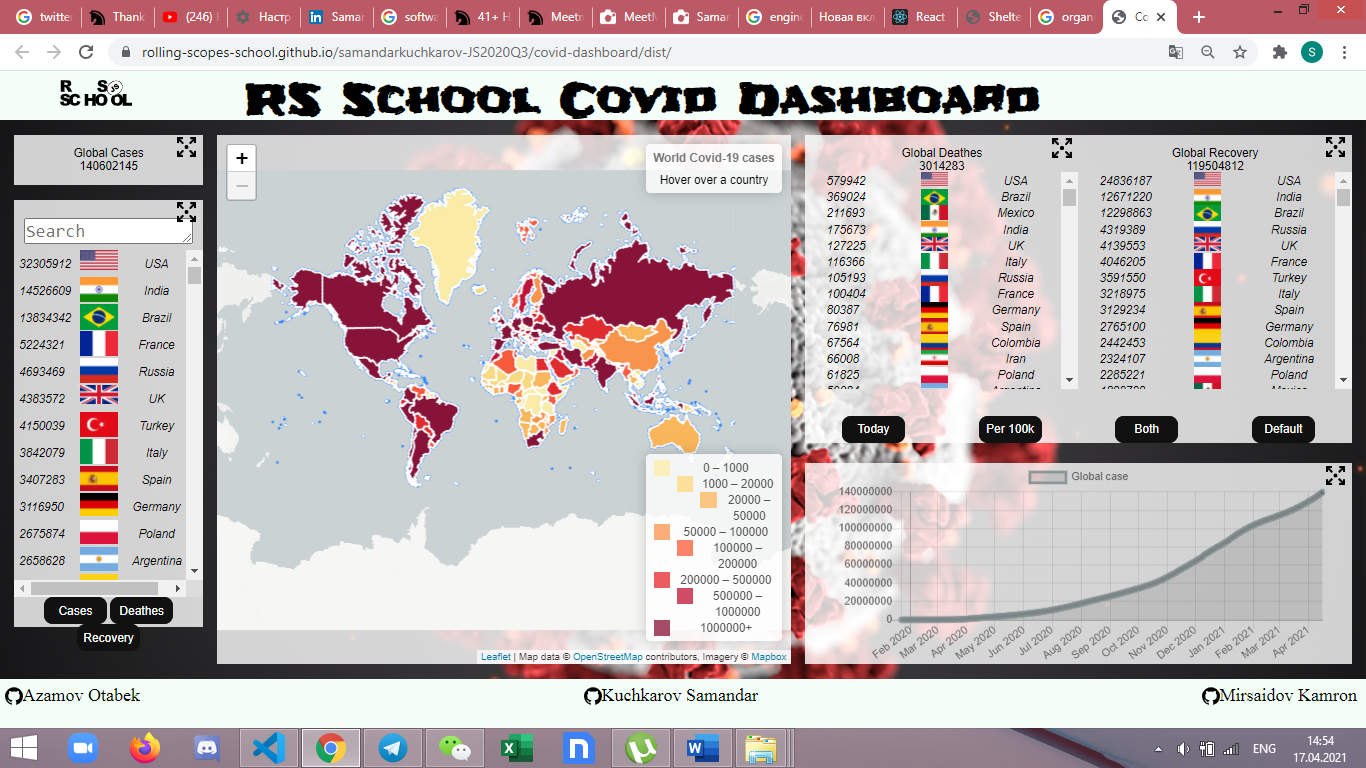 twitter
Thank
(246)
Настр
Samar
softwa
41+ H
Meetm
MeetM
Samar
engine
Новая вкл
React
Shelte
organ
Co
rolling-scopes-school.github.io/samandarkuchkarov-JS2020Q3/covid-dashboard/dist/
S
RS
SCHOOL
RS School Covid Dashboard
Global Cases
140602145
Search
32305912 USA
14526609 India
13834342 Brazil
5224321 France
4693469 Russia
4383572 UK
4150039 Turkey
3842079 Italy
3407283 Spain
3116950 Germany
2675874 Poland
2658628 Argentina
Cases Deathes
Recovery
+
−
World Covid-19 cases
Hover over a country
0 – 1000
1000 – 20000
20000 –
50000
50000 – 100000
100000 –
200000
200000 – 500000
500000 –
1000000
1000000+
Leaflet | Map data © OpenStreetMap contributors, Imagery © Mapbox
Global Deathes
3014283
579942 USA
369024 Brazil
211693 Mexico
175673 India
127225 UK
116366 Italy
105193 Russia
100404 France
80387 Germany
76981 Spain
67564 Colombia
66008 Iran
61825 Poland
Global Recovery
119504812
24836187 USA
12671220 India
12298863 Brazil
4319389 Russia
4139553 UK
4046205 France
3591550 Turkey
3218975 Italy
3129234 Spain
2765100 Germany
2442453 Colombia
2324107 Argentina
2285221 Poland
Today Per 100k Both Default
Global case
140000000
120000000
100000000
80000000
60000000
40000000
20000000
0
Feb 2020 Mar 2020 Apr 2020 May 2020 Jun 2020 Jul 2020 Aug 2020 Sep 2020 Oct 2020 Nov 2020 Dec 2020 Jan 2021 Feb 2021 Mar 2021 Apr 2021
Azamov Otabek
Kuchkarov Samandar
Mirsaidov Kamron
ENG
14:54
17.04.2021